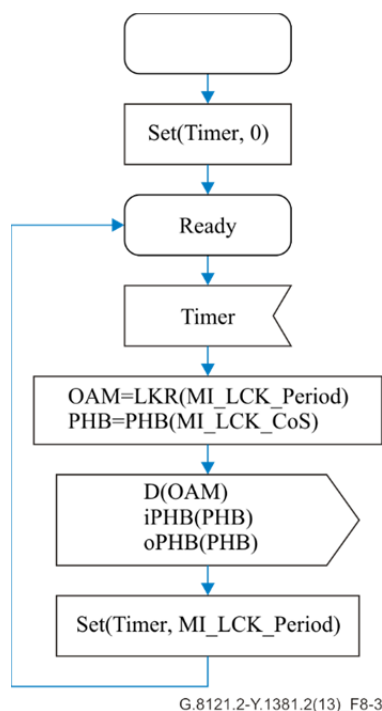 Set(Timer, 0)
Ready
Timer
OAM=LKR(MI_LCK_Period)
PHB=PHB(MI_LCK_CoS)
D(OAM)
iPHB(PHB)
oPHB(PHB)
Set(Timer, MI_LCK_Period)
G.8121.2-Y.1381.2(13)_F8-3